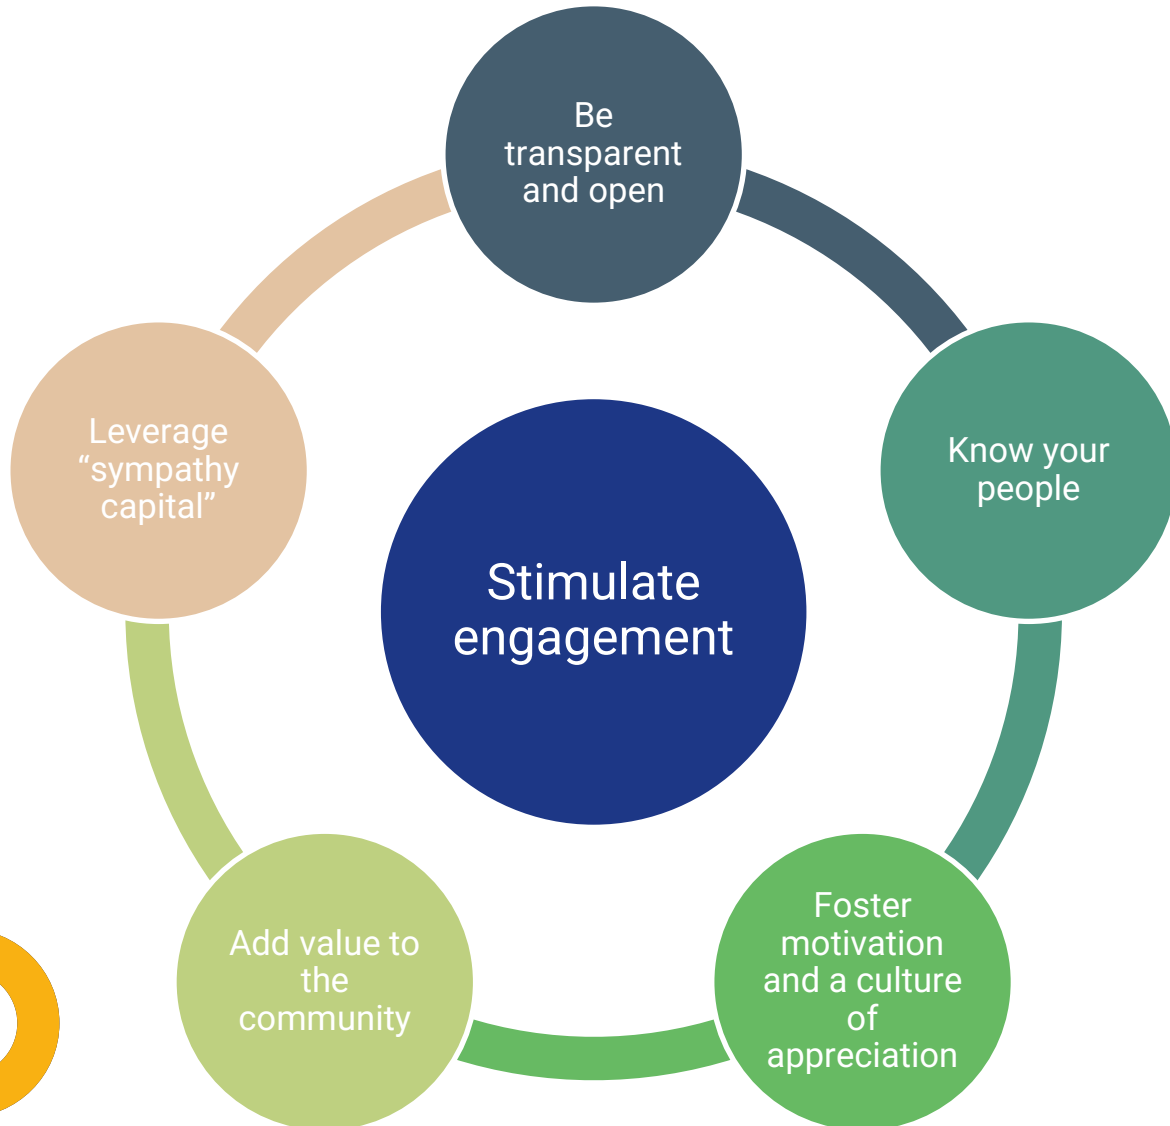 Be
transparent
and open
Know your
people
Foster
motivation
and a culture
of
appreciation
Add value to
the
community
Leverage
“sympathy
capital”
Stimulate
engagement